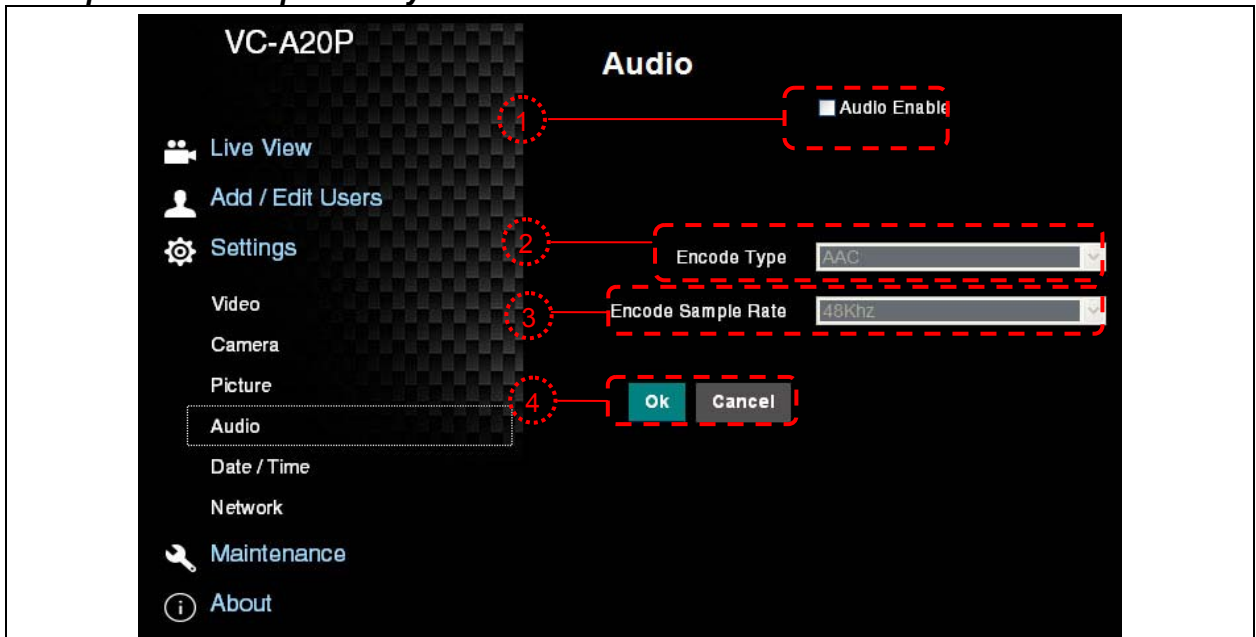 VC-A20P
Audio
1
Audio Enable
Live View
Add / Edit Users
Settings
2
Encode Type
AAC
Video
3
Encode Sample Rate
48Khz
Camera
Picture
4
Ok
Cancel
Audio
Date / Time
Network
Maintenance
About